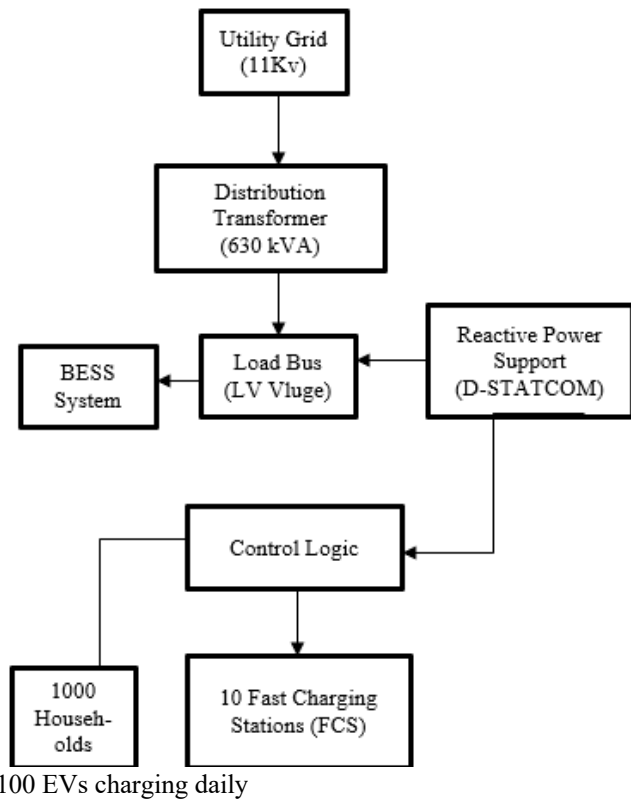 Utility Grid
(11Kv)
Distribution
Transformer
(630 kVA)
BESS
System
Load Bus
(LV Vluge)
Reactive Power
Support
(D-STATCOM)
Control Logic
1000
Househ-
olds
10 Fast Charging
Stations (FCS)
100 EVs charging daily